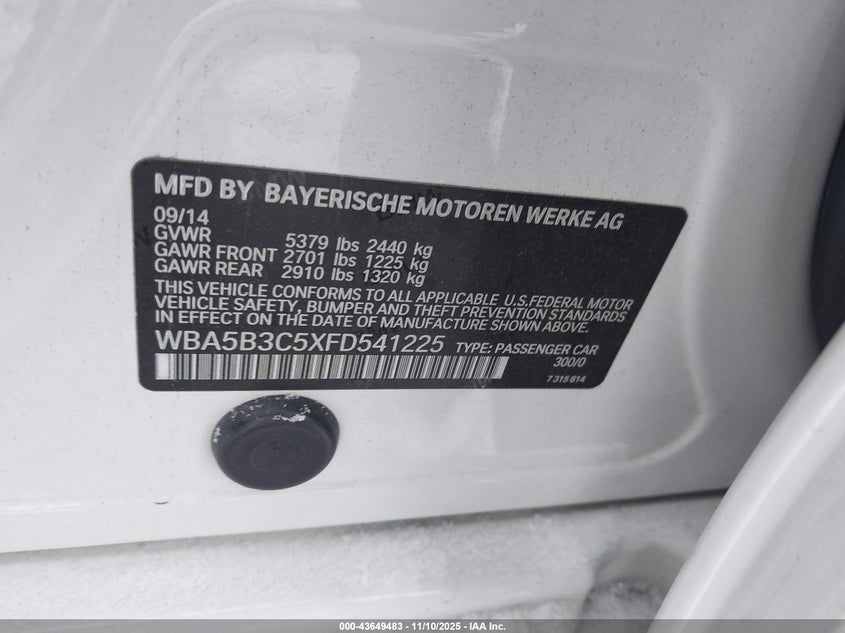 MFD BY BAYERISCHE MOTOREN WERKE AG
09/14
GVWR 5379 lbs 2440 kg
GAWR FRONT 2701 lbs 1225 kg
GAWR REAR 2910 lbs 1320 kg
THIS VEHICLE CONFORMS TO ALL APPLICABLE U.S.FEDERAL MOTOR
VEHICLE SAFETY, BUMPER AND THEFT PREVENTION STANDARDS
IN EFFECT ON THE DATE OF MANUFACTURE SHOWN ABOVE.
WBA5B3C5XFD541225 TYPE: PASSENGER CAR
300/0
7 315 814
000-43649483 - 11/10/2025 - IAA Inc.